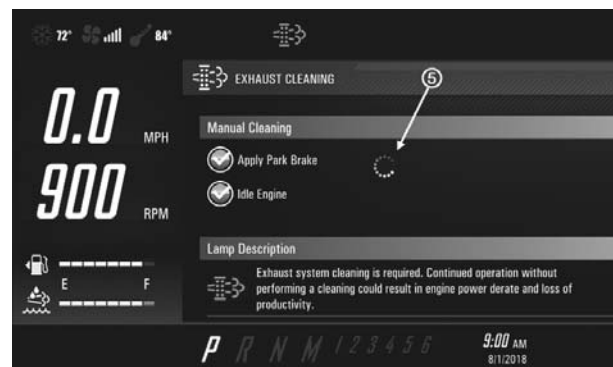 72° 84°
EXHAUST CLEANING
5
0.0 MPH
Manual Cleaning
Apply Park Brake
900 RPM
Idle Engine
Lamp Description
E F
Exhaust system cleaning is required. Continued operation without
performing a cleaning could result in engine power derate and loss of
productivity.
P R N M 1 2 3 4 5 6
9:00 AM
8/1/2018